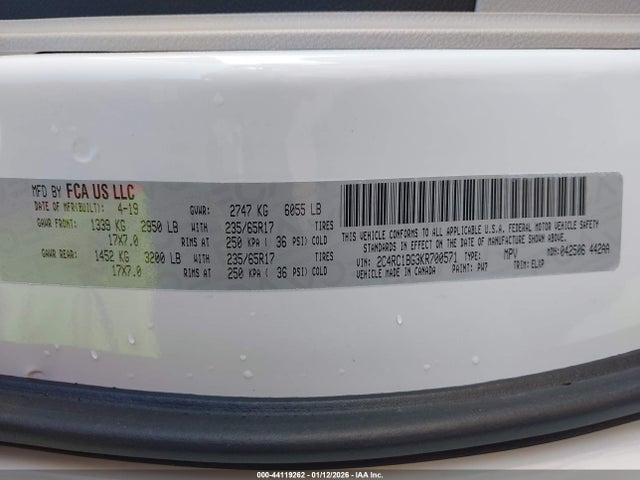 MFD BY FCA US LLC
DATE OF MFR(BUILT): 4-19 GVWR: 2747 KG 6055 LB
GAWR FRONT: 1339 KG 2950 LB WITH 235/65R17 TIRES
17X7.0 RIMS AT 250 KPA ( 36 PSI) COLD
GAWR REAR: 1452 KG 3200 LB WITH 235/65R17 TIRES
17X7.0 RIMS AT 250 KPA ( 36 PSI) COLD
THIS VEHICLE CONFORMS TO ALL APPLICABLE U.S.A. FEDERAL MOTOR VEHICLE SAFETY
STANDARDS IN EFFECT ON THE DATE OF MANUFACTURE SHOWN ABOVE.
VIN: 2C4RC1BG3KR700571 TYPE: MPV MDH: 042506 442AA
VEHICLE MADE IN CANADA PAINT: PW7 TRIM: ELXP
000-44119262 - 01/12/2026 - IAA Inc.